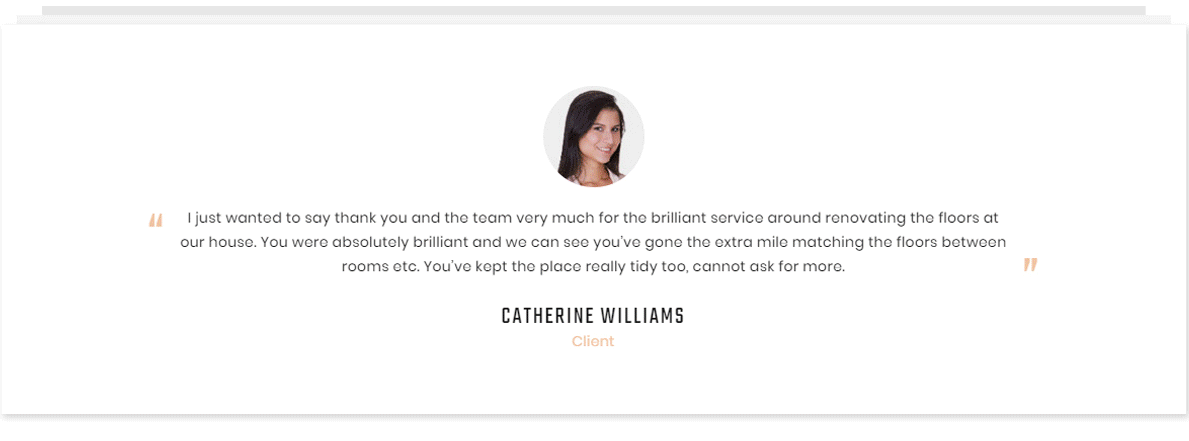 “ I just wanted to say thank you and the team very much for the brilliant service around renovating the floors at
our house. You were absolutely brilliant and we can see you’ve gone the extra mile matching the floors between
rooms etc. You’ve kept the place really tidy too, cannot ask for more. ”
CATHERINE WILLIAMS
Client